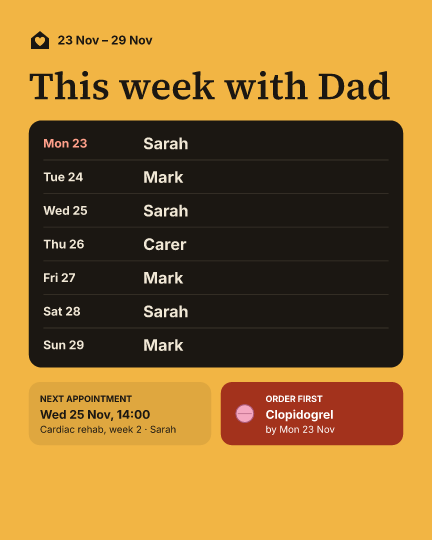 23 Nov – 29 Nov
This week with Dad
Mon 23 Sarah
Tue 24 Mark
Wed 25 Sarah
Thu 26 Carer
Fri 27 Mark
Sat 28 Sarah
Sun 29 Mark
NEXT APPOINTMENT
Wed 25 Nov, 14:00
Cardiac rehab, week 2 · Sarah
ORDER FIRST
Clopidogrel
by Mon 23 Nov